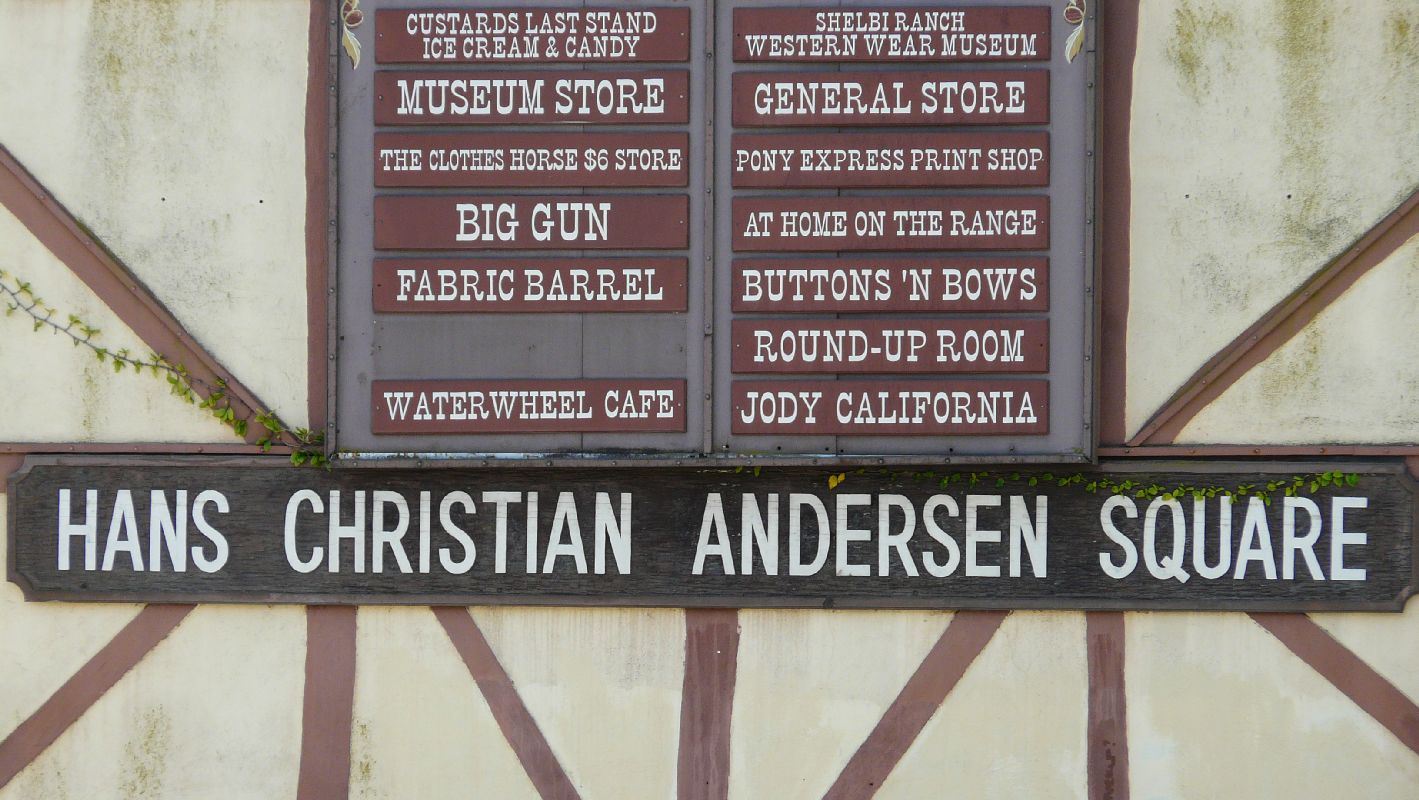 CUSTARDS LAST STAND
ICE CREAM & CANDY
MUSEUM STORE
THE CLOTHES HORSE $6 STORE
BIG GUN
FABRIC BARREL
WATERWHEEL CAFE
SHELBI RANCH
WESTERN WEAR MUSEUM
GENERAL STORE
PONY EXPRESS PRINT SHOP
AT HOME ON THE RANGE
BUTTONS 'N BOWS
ROUND-UP ROOM
JODY CALIFORNIA
HANS CHRISTIAN ANDERSEN SQUARE